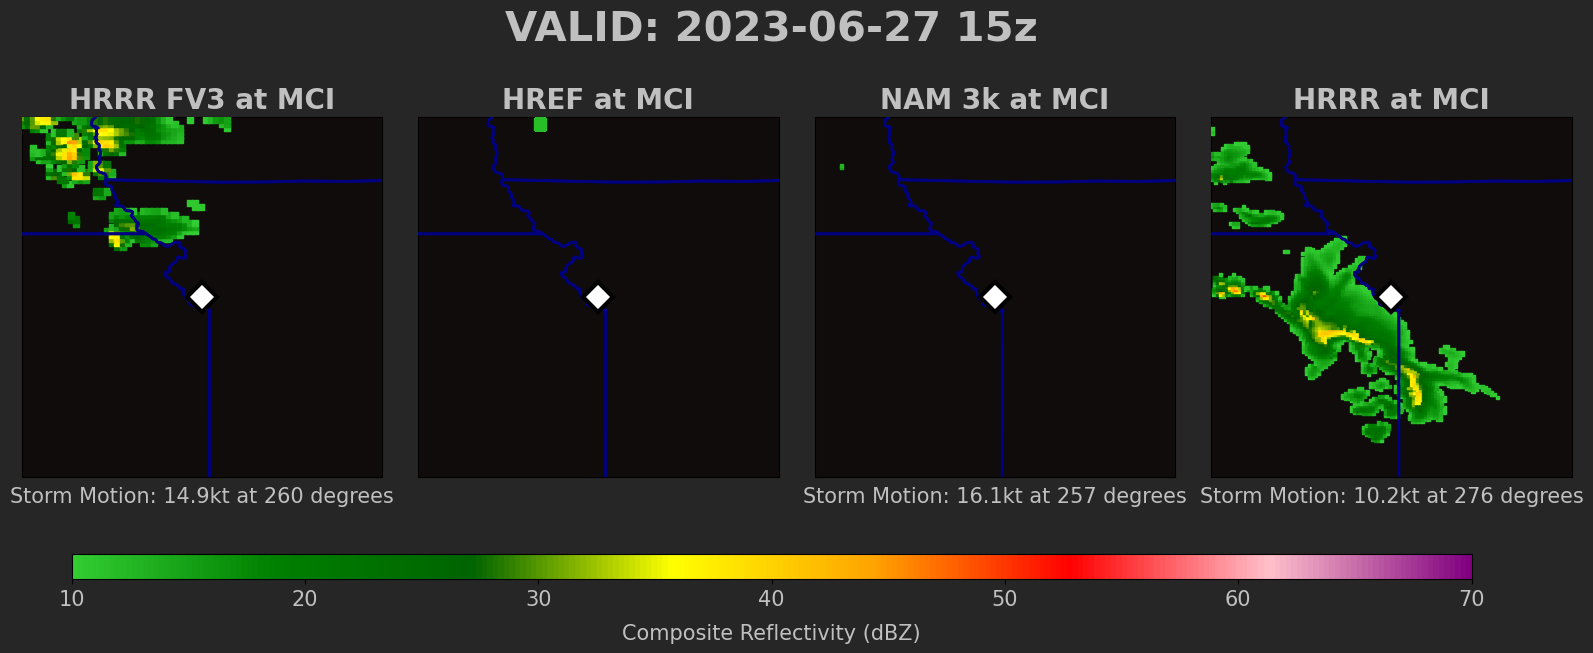 VALID: 2023-06-27 15z
HRRR FV3 at MCI
HREF at MCI
NAM 3k at MCI
HRRR at MCI
Storm Motion: 14.9kt at 260 degrees
Storm Motion: 16.1kt at 257 degrees
Storm Motion: 10.2kt at 276 degrees
10 20 30 40 50 60 70
Composite Reflectivity (dBZ)